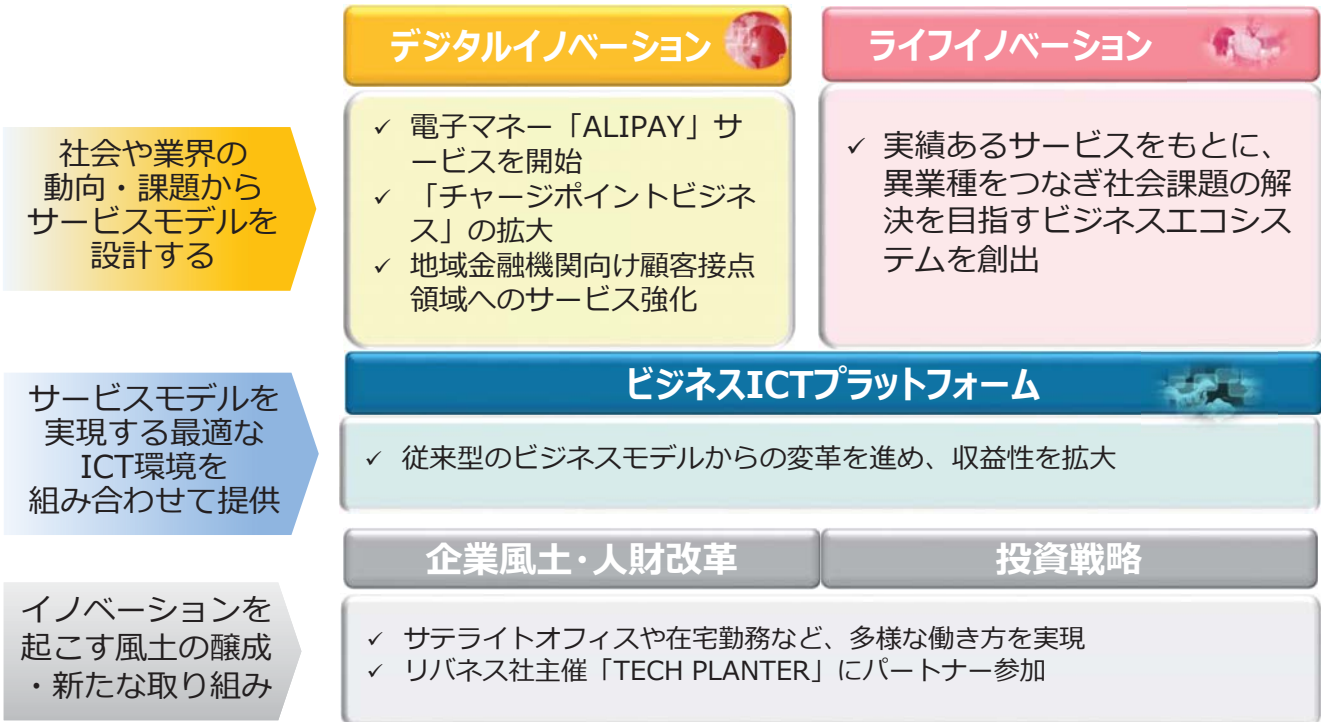 デジタルイノベーション
ライフイノベーション
社会や業界の
動向・課題から
サービスモデルを
設計する
✓ 電子マネー「ALIPAY」サ
ービスを開始
✓ 「チャージポイントビジネ
ス」の拡大
✓ 地域金融機関向け顧客接点
領域へのサービス強化
✓ 実績あるサービスをもとに、
異業種をつなぎ社会課題の解
決を目指すビジネスエコシス
テムを創出
ビジネスICTプラットフォーム
サービスモデルを
実現する最適な
ICT環境を
組み合わせて提供
✓ 従来型のビジネスモデルからの変革を進め、収益性を拡大
企業風土・人財改革
投資戦略
イノベーションを
起こす風土の醸成
・新たな取り組み
✓ サテライトオフィスや在宅勤務など、多様な働き方を実現
✓ リバネス社主催「TECH PLANTER」にパートナー参加